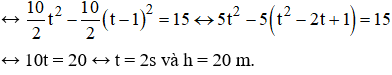 ↔ 10/2 t² − 10/2 (t−1)² = 15 ↔ 5t² − 5(t² − 2t + 1) = 15
↔ 10t = 20 ↔ t = 2s và h = 20 m.